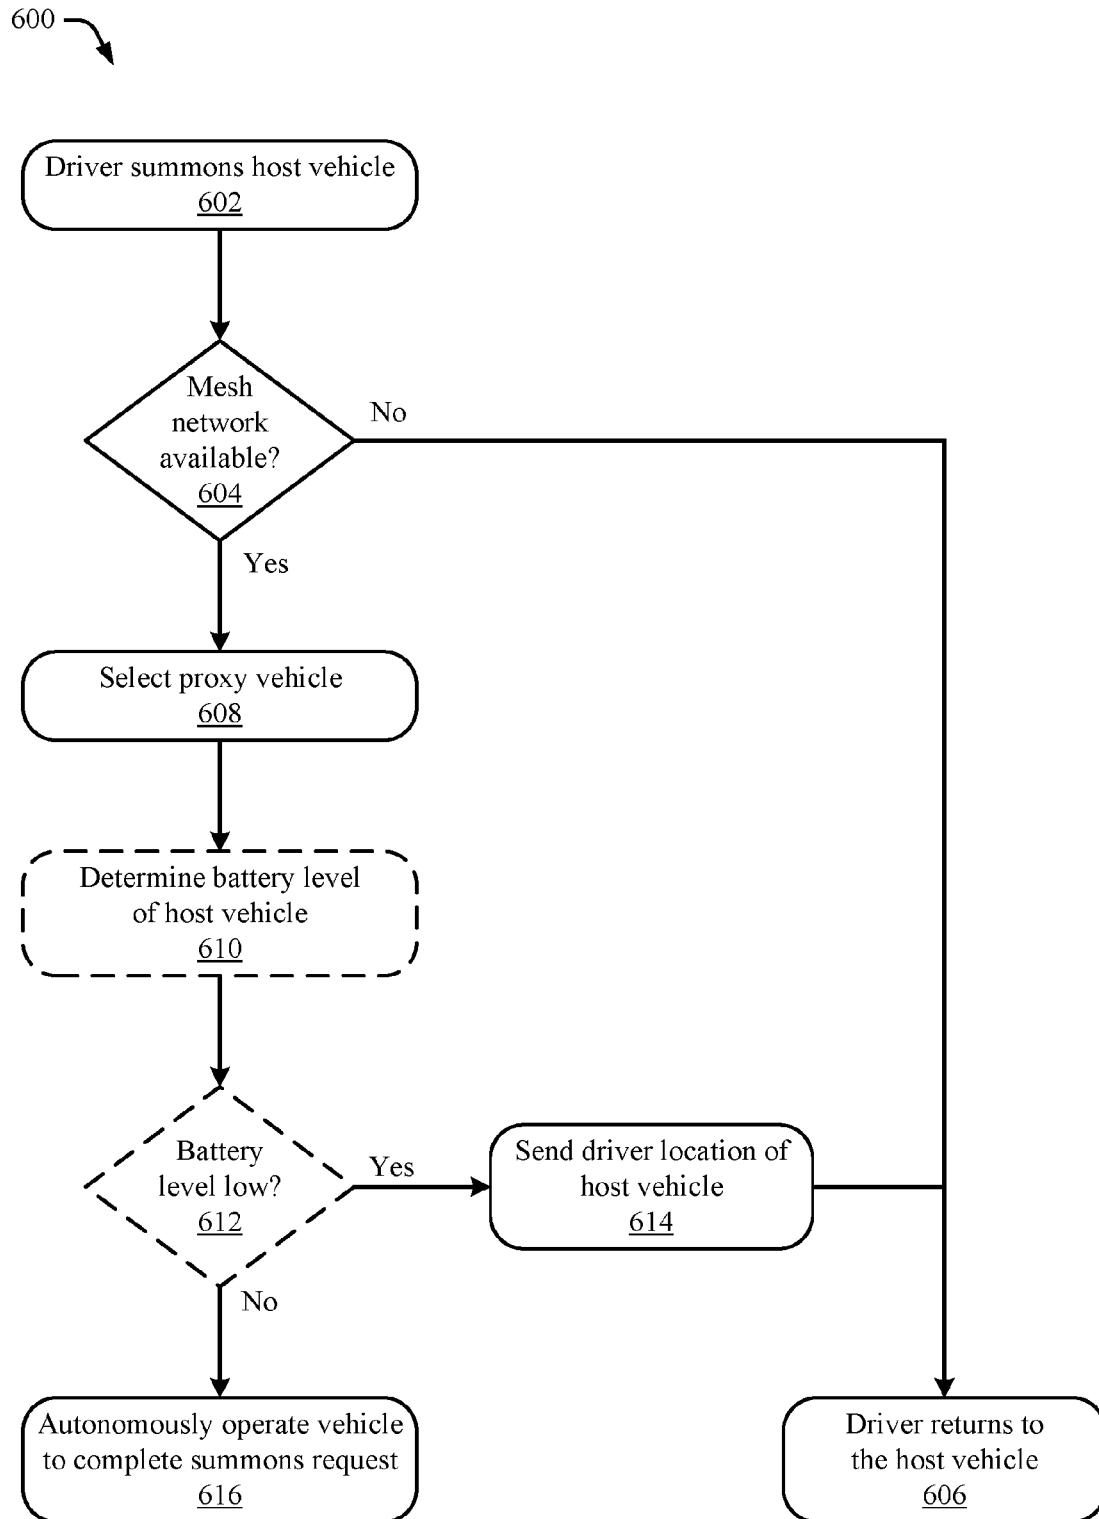 600
Driver summons host vehicle
602
Mesh
network
available?
604
No
Yes
Select proxy vehicle
608
Determine battery level
of host vehicle
610
Battery
level low?
612
Yes
Send driver location of
host vehicle
614
No
Autonomously operate vehicle
to complete summons request
616
Driver returns to
the host vehicle
606